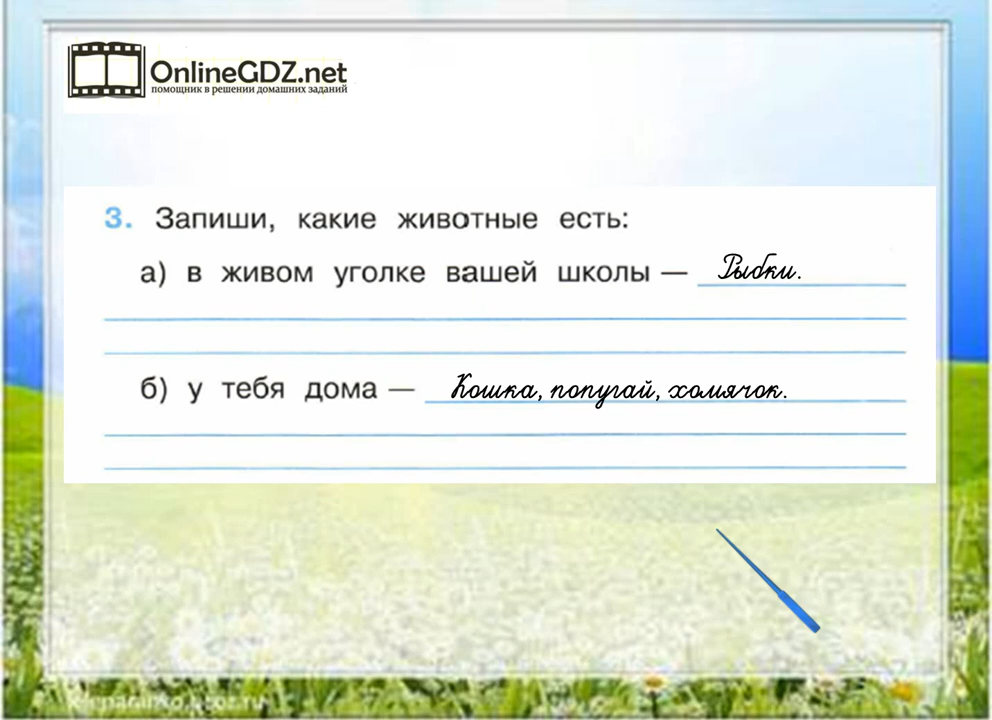 OnlineGDZ.net
помощник в решении домашних заданий
3. Запиши, какие животные есть:
а) в живом уголке вашей школы — Рыбки.
б) у тебя дома — Кошка, попугай, хомячок.